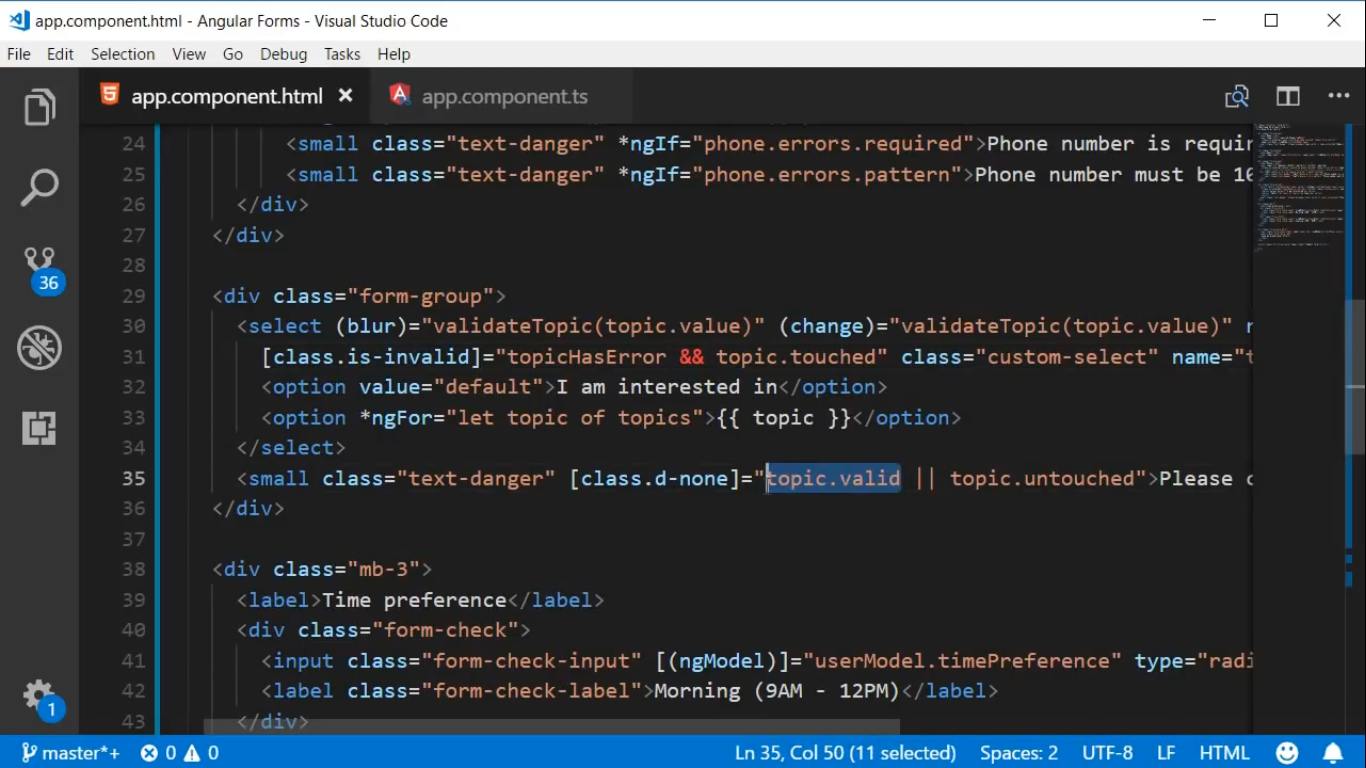 app.component.html - Angular Forms - Visual Studio Code
File Edit Selection View Go Debug Tasks Help
app.component.html app.component.ts
24 <small class="text-danger" *ngIf="phone.errors.required">Phone number is requir
25 <small class="text-danger" *ngIf="phone.errors.pattern">Phone number must be 10
26 </div>
27 </div>
28
29 <div class="form-group">
30 <select (blur)="validateTopic(topic.value)" (change)="validateTopic(topic.value)" n
31 [class.is-invalid]="topicHasError && topic.touched" class="custom-select" name="t
32 <option value="default">I am interested in</option>
33 <option *ngFor="let topic of topics">{{ topic }}</option>
34 </select>
35 <small class="text-danger" [class.d-none]="topic.valid || topic.untouched">Please c
36 </div>
37
38 <div class="mb-3">
39 <label>Time preference</label>
40 <div class="form-check">
41 <input class="form-check-input" [(ngModel)]="userModel.timePreference" type="radi
42 <label class="form-check-label">Morning (9AM - 12PM)</label>
43 </div>
36
1
master*+ 0 0 Ln 35, Col 50 (11 selected) Spaces: 2 UTF-8 LF HTML